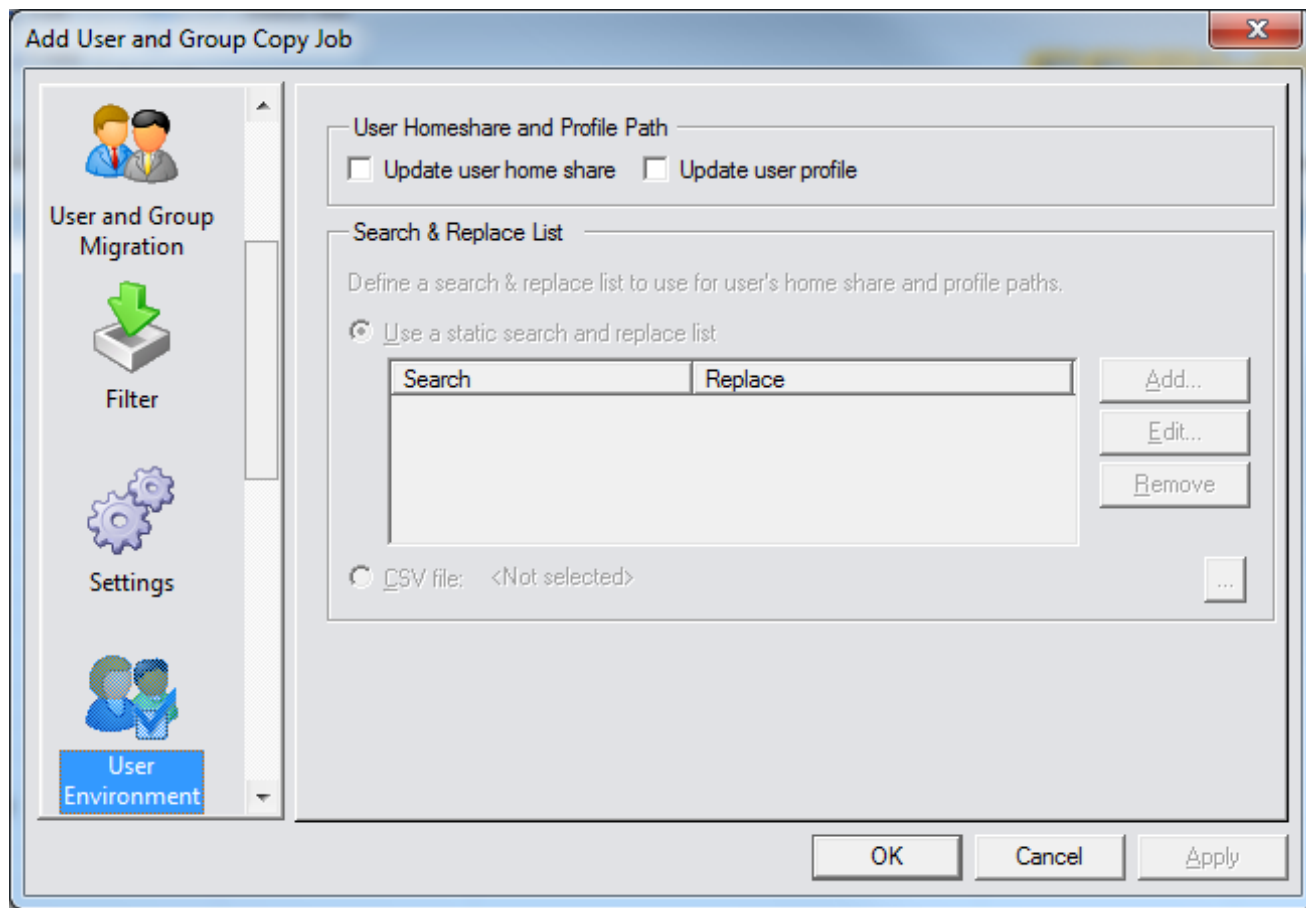 Add User and Group Copy Job
User and Group
Migration
Filter
Settings
User
Environment
User Homeshare and Profile Path
Update user home share
Update user profile
Search & Replace List
Define a search & replace list to use for user's home share and profile paths.
Use a static search and replace list
Search
Replace
Add...
Edit...
Remove
CSV file: <Not selected>
...
OK
Cancel
Apply